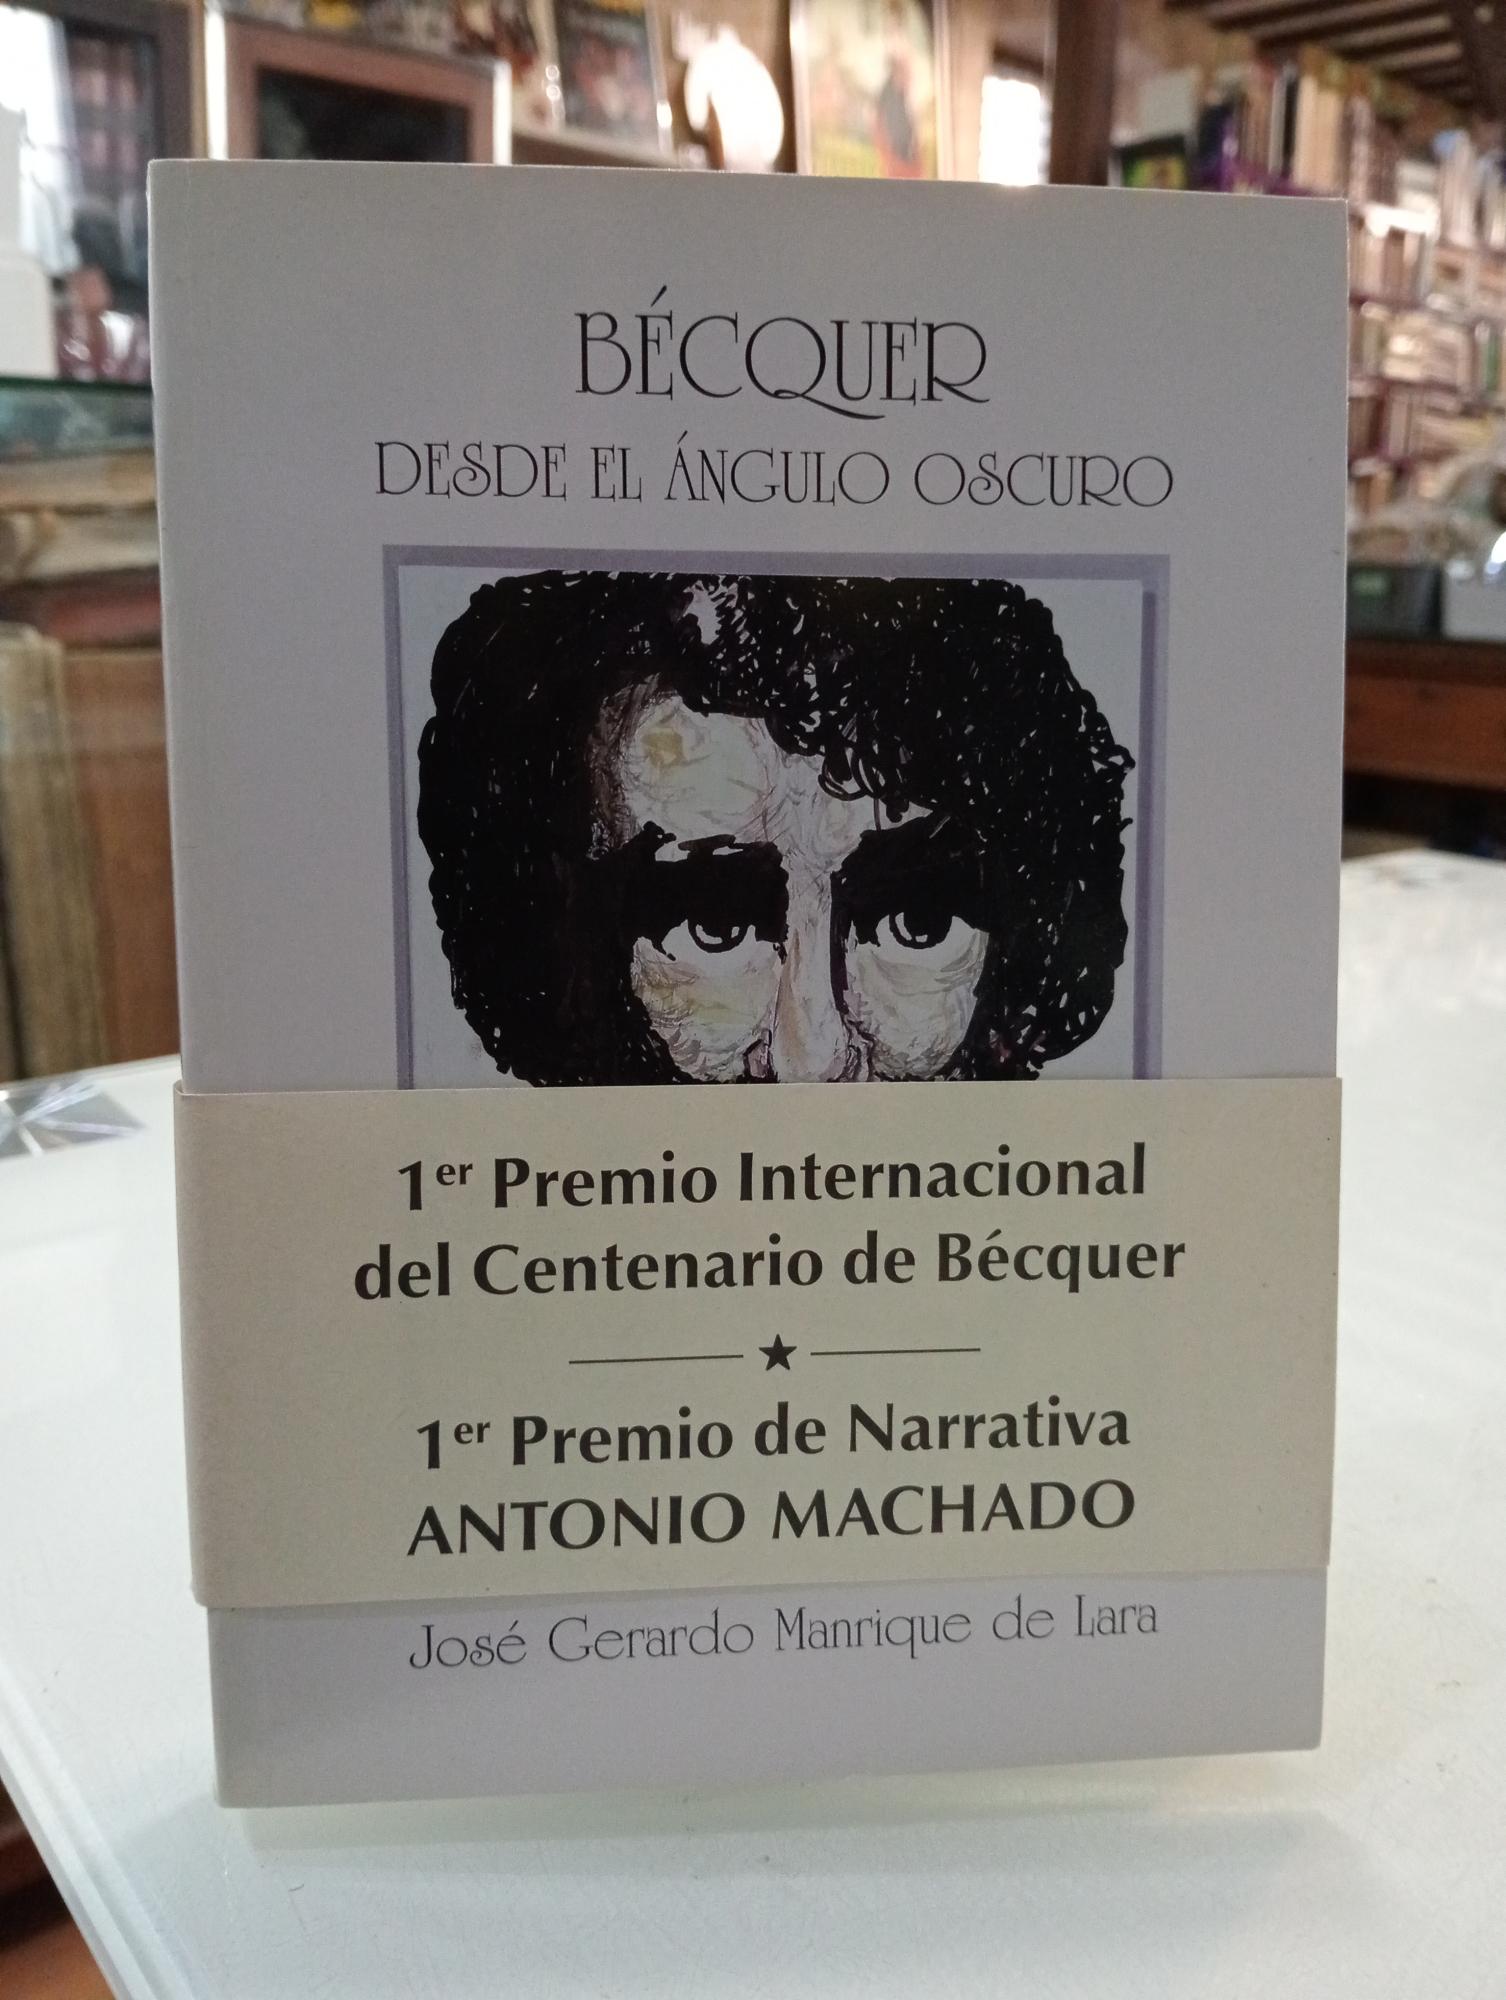 BÉCQUER
DESDE EL ÁNGULO OSCURO
1er Premio Internacional
del Centenario de Bécquer
1er Premio de Narrativa
ANTONIO MACHADO
José Gerardo Manrique de Lara